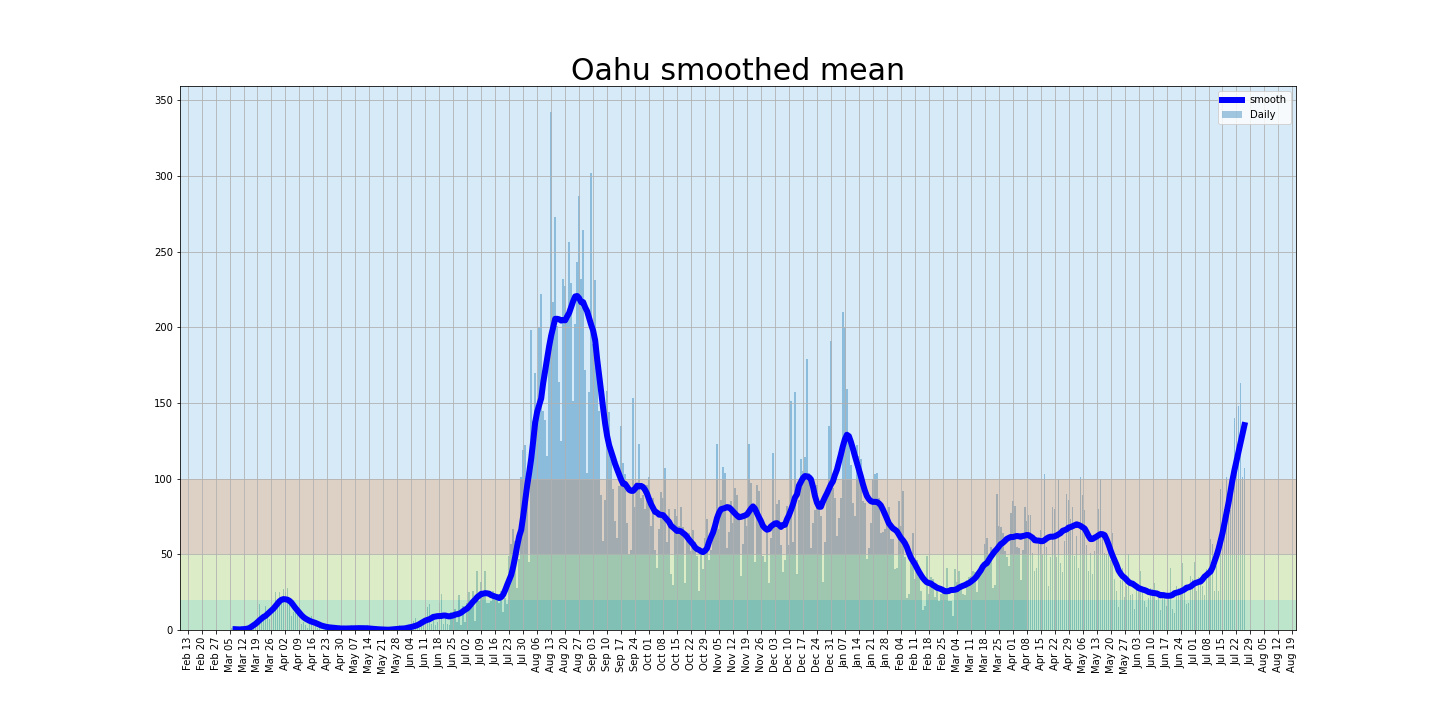 Oahu smoothed mean
smooth
Daily
350
300
250
200
150
100
50
0
Feb 13
Feb 20
Feb 27
Mar 05
Mar 12
Mar 19
Mar 26
Apr 02
Apr 09
Apr 16
Apr 23
Apr 30
May 07
May 14
May 21
May 28
Jun 04
Jun 11
Jun 18
Jun 25
Jul 02
Jul 09
Jul 16
Jul 23
Jul 30
Aug 06
Aug 13
Aug 20
Aug 27
Sep 03
Sep 10
Sep 17
Sep 24
Oct 01
Oct 08
Oct 15
Oct 22
Oct 29
Nov 05
Nov 12
Nov 19
Nov 26
Dec 03
Dec 10
Dec 17
Dec 24
Dec 31
Jan 07
Jan 14
Jan 21
Jan 28
Feb 04
Feb 11
Feb 18
Feb 25
Mar 04
Mar 11
Mar 18
Mar 25
Apr 01
Apr 08
Apr 15
Apr 22
Apr 29
May 06
May 13
May 20
May 27
Jun 03
Jun 10
Jun 17
Jun 24
Jul 01
Jul 08
Jul 15
Jul 22
Jul 29
Aug 05
Aug 12
Aug 19